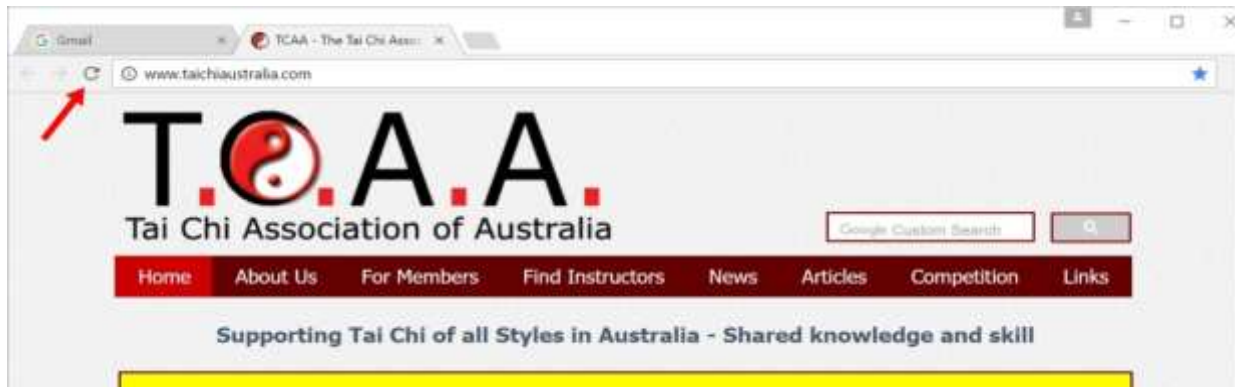 Gmail
TCAA - The Tai Chi Assoc
www.taichiaustralia.com
T.C.A.A.
Tai Chi Association of Australia
Google Custom Search
Home About Us For Members Find Instructors News Articles Competition Links
Supporting Tai Chi of all Styles in Australia - Shared knowledge and skill